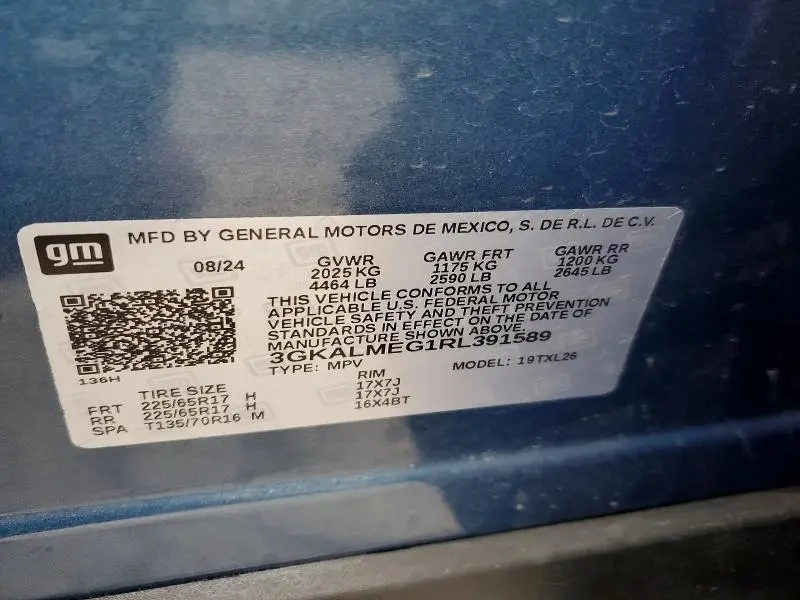 gm
MFD BY GENERAL MOTORS DE MEXICO, S. DE R.L. DE C.V.
08/24 GVWR GAWR FRT GAWR RR
2025 KG 1175 KG 1200 KG
4464 LB 2590 LB 2645 LB
THIS VEHICLE CONFORMS TO ALL
APPLICABLE U.S. FEDERAL MOTOR
VEHICLE SAFETY AND THEFT PREVENTION
STANDARDS IN EFFECT ON THE DATE OF
MANUFACTURE SHOWN ABOVE.
3GKALMEG1RL391589
136H
TYPE: MPV MODEL: 19TXL26
TIRE SIZE RIM
FRT 225/65R17 H 17X7J
RR 225/65R17 H 17X7J
SPA T135/70R16 M 16X4BT